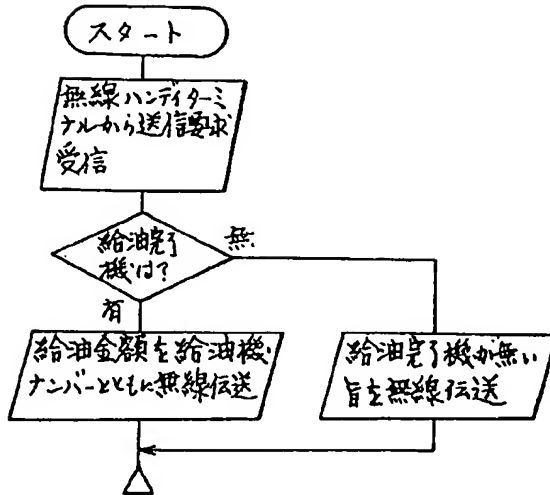 スタート
無線ハンディターミ
ナルから送信要求
受信
給油完了
機は?
無
有
給油金額を給油機
ナンバーとともに無線伝送
給油完了機が無い
旨を無線伝送